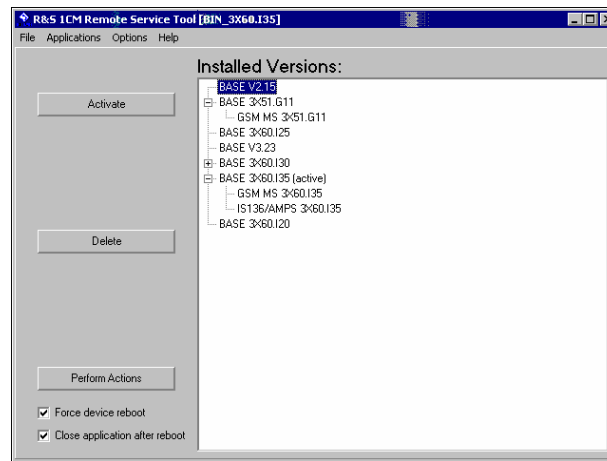 R&S 1CM Remote Service Tool [BIN_3X60.I35]
File Applications Options Help
Installed Versions:
BASE V2.15
BASE 3X51.G11
GSM MS 3X51.G11
BASE 3X60.I25
BASE V3.23
BASE 3X60.I30
BASE 3X60.I35 (active)
GSM MS 3X60.I35
IS136/AMPS 3X60.I35
BASE 3X60.I20
Activate
Delete
Perform Actions
Force device reboot
Close application after reboot